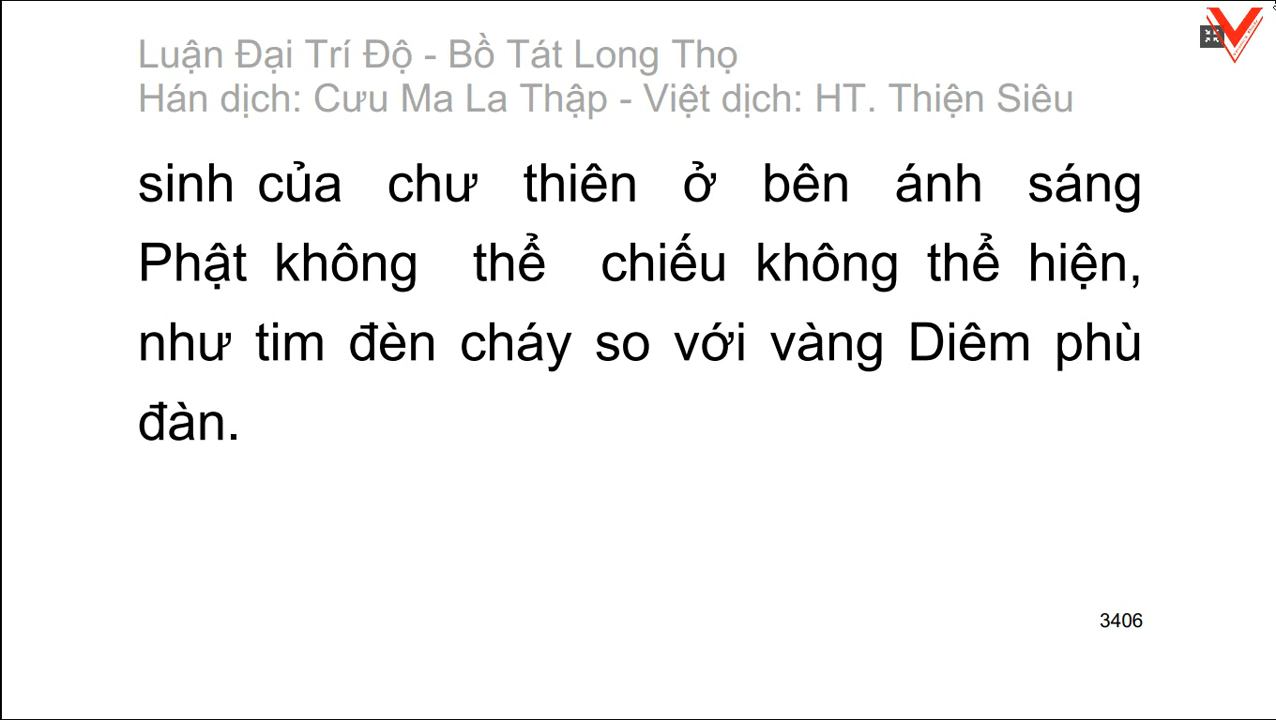 Luận Đại Trí Độ - Bồ Tát Long Thọ
Hán dịch: Cưu Ma La Thập - Việt dịch: HT. Thiện Siêu
sinh của chư thiên ở bên ánh sáng
Phật không thể chiếu không thể hiện,
như tim đèn cháy so với vàng Diêm phù
đàn.
3406